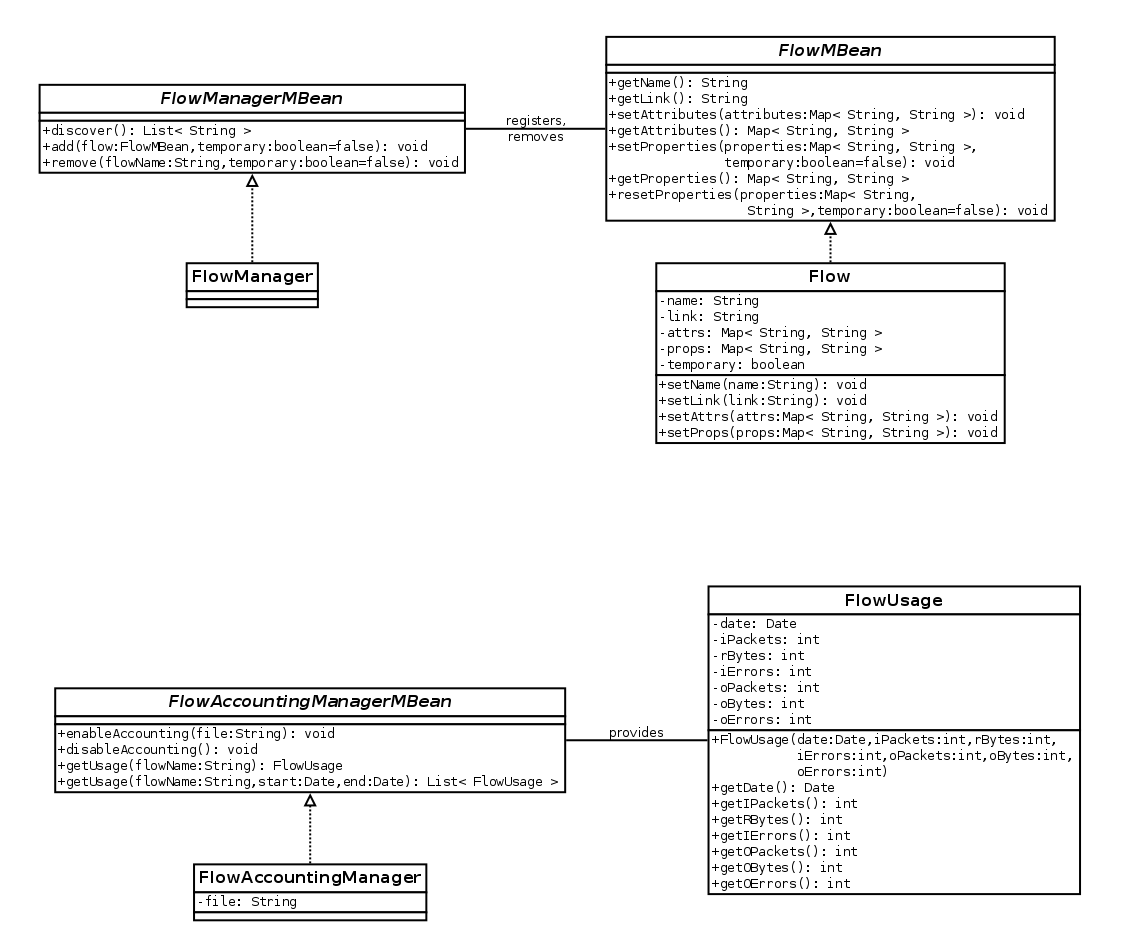 FlowManagerMBean
+discover(): List< String >
+add(flow:FlowMBean,temporary:boolean=false): void
+remove(flowName:String,temporary:boolean=false): void
registers,
removes
FlowMBean
+getName(): String
+getLink(): String
+setAttributes(attributes:Map< String, String >): void
+getAttributes(): Map< String, String >
+setProperties(properties:Map< String, String >,
temporary:boolean=false): void
+getProperties(): Map< String, String >
+resetProperties(properties:Map< String,
String >,temporary:boolean=false): void
FlowManager
Flow
-name: String
-link: String
-attrs: Map< String, String >
-props: Map< String, String >
-temporary: boolean
+setName(name:String): void
+setLink(link:String): void
+setAttrs(attrs:Map< String, String >): void
+setProps(props:Map< String, String >): void
FlowAccountingManagerMBean
+enableAccounting(file:String): void
+disableAccounting(): void
+getUsage(flowName:String): FlowUsage
+getUsage(flowName:String,start:Date,end:Date): List< FlowUsage >
provides
FlowUsage
-date: Date
-iPackets: int
-rBytes: int
-iErrors: int
-oPackets: int
-oBytes: int
-oErrors: int
+FlowUsage(date:Date,iPackets:int,rBytes:int,
iErrors:int,oPackets:int,oBytes:int,
oErrors:int)
+getDate(): Date
+getIPackets(): int
+getRBytes(): int
+getIErrors(): int
+getOPackets(): int
+getOBytes(): int
+getOErrors(): int
FlowAccountingManager
-file: String